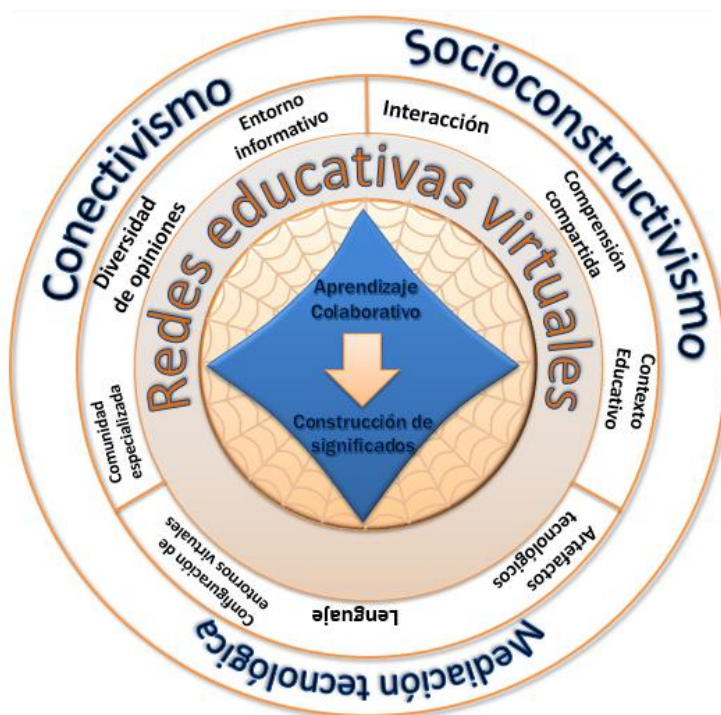 Conectivismo
Socioconstructivismo
Mediación tecnológica
Entorno
informativo
Diversidad
de opiniones
Comunidad
especializada
Interacción
Comprensión
compartida
Contexto
Educativo
Artefactos
tecnológicos
Lenguaje
Configuración de
entornos virtuales
Redes educativas virtuales
Aprendizaje
Colaborativo
Construcción de
significados